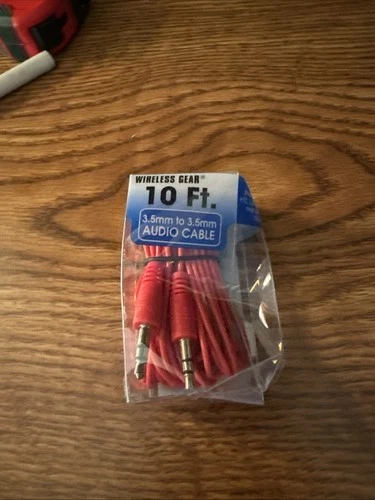 WIRELESS GEAR®
10 Ft.
3.5mm to 3.5mm
AUDIO CABLE